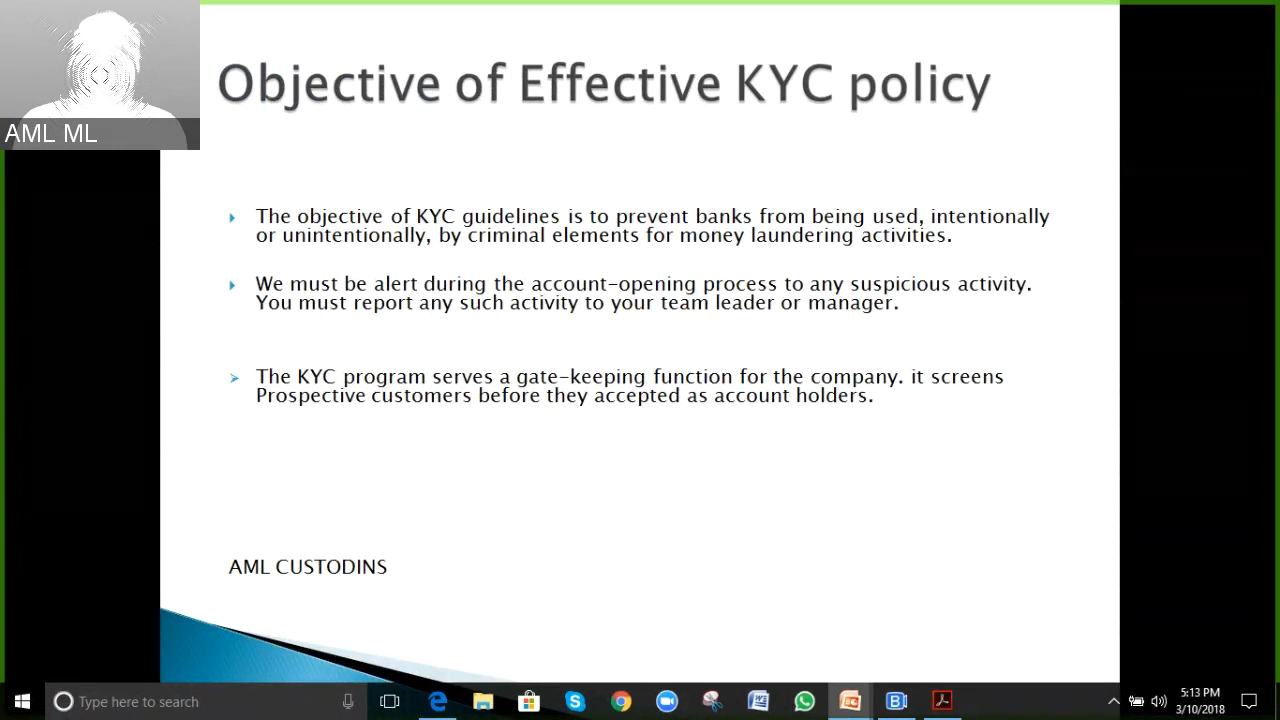 Objective of Effective KYC policy
AML ML
The objective of KYC guidelines is to prevent banks from being used, intentionally
or unintentionally, by criminal elements for money laundering activities.
We must be alert during the account-opening process to any suspicious activity.
You must report any such activity to your team leader or manager.
The KYC program serves a gate-keeping function for the company. it screens
Prospective customers before they accepted as account holders.
AML CUSTODINS
Type here to search
5:13 PM
3/10/2018